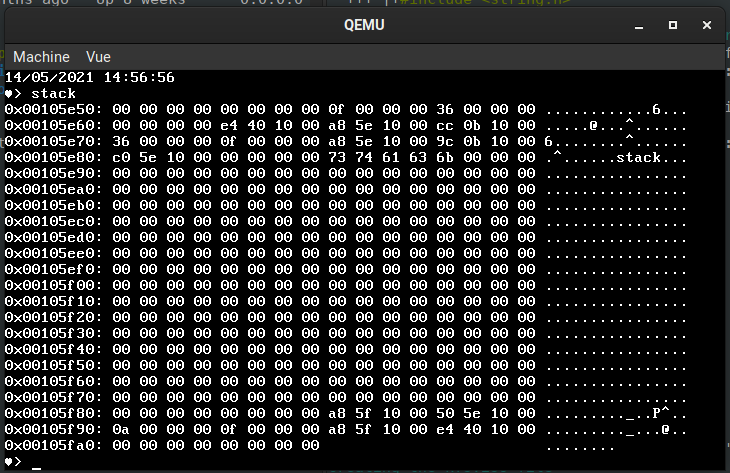 nths ago   Up 8 weeks   0.0.0.0   #include <string.h>
QEMU
Machine Vue
14/05/2021 14:56:56
♥> stack
0x00105e50: 00 00 00 00 00 00 00 00 0f 00 00 00 36 00 00 00 ............6...
0x00105e60: 00 00 00 00 e4 40 10 00 a8 5e 10 00 cc 0b 10 00 .....@...^......
0x00105e70: 36 00 00 00 0f 00 00 00 a8 5e 10 00 9c 0b 10 00 6........^......
0x00105e80: c0 5e 10 00 00 00 00 00 73 74 61 63 6b 00 00 00 .^......stack...
0x00105e90: 00 00 00 00 00 00 00 00 00 00 00 00 00 00 00 00 ................
0x00105ea0: 00 00 00 00 00 00 00 00 00 00 00 00 00 00 00 00 ................
0x00105eb0: 00 00 00 00 00 00 00 00 00 00 00 00 00 00 00 00 ................
0x00105ec0: 00 00 00 00 00 00 00 00 00 00 00 00 00 00 00 00 ................
0x00105ed0: 00 00 00 00 00 00 00 00 00 00 00 00 00 00 00 00 ................
0x00105ee0: 00 00 00 00 00 00 00 00 00 00 00 00 00 00 00 00 ................
0x00105ef0: 00 00 00 00 00 00 00 00 00 00 00 00 00 00 00 00 ................
0x00105f00: 00 00 00 00 00 00 00 00 00 00 00 00 00 00 00 00 ................
0x00105f10: 00 00 00 00 00 00 00 00 00 00 00 00 00 00 00 00 ................
0x00105f20: 00 00 00 00 00 00 00 00 00 00 00 00 00 00 00 00 ................
0x00105f30: 00 00 00 00 00 00 00 00 00 00 00 00 00 00 00 00 ................
0x00105f40: 00 00 00 00 00 00 00 00 00 00 00 00 00 00 00 00 ................
0x00105f50: 00 00 00 00 00 00 00 00 00 00 00 00 00 00 00 00 ................
0x00105f60: 00 00 00 00 00 00 00 00 00 00 00 00 00 00 00 00 ................
0x00105f70: 00 00 00 00 00 00 00 00 00 00 00 00 00 00 00 00 ................
0x00105f80: 00 00 00 00 00 00 00 00 a8 5f 10 00 50 5e 10 00 ........._..P^..
0x00105f90: 0a 00 00 00 0f 00 00 00 a8 5f 10 00 e4 40 10 00 ........._...@..
0x00105fa0: 00 00 00 00 00 00 00 00 ........
♥> _